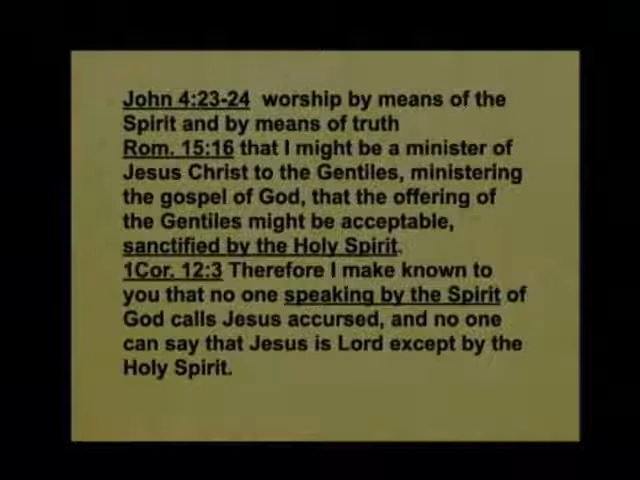 John 4:23-24 worship by means of the
Spirit and by means of truth
Rom. 15:16 that I might be a minister of
Jesus Christ to the Gentiles, ministering
the gospel of God, that the offering of
the Gentiles might be acceptable,
sanctified by the Holy Spirit.
1Cor. 12:3 Therefore I make known to
you that no one speaking by the Spirit of
God calls Jesus accursed, and no one
can say that Jesus is Lord except by the
Holy Spirit.